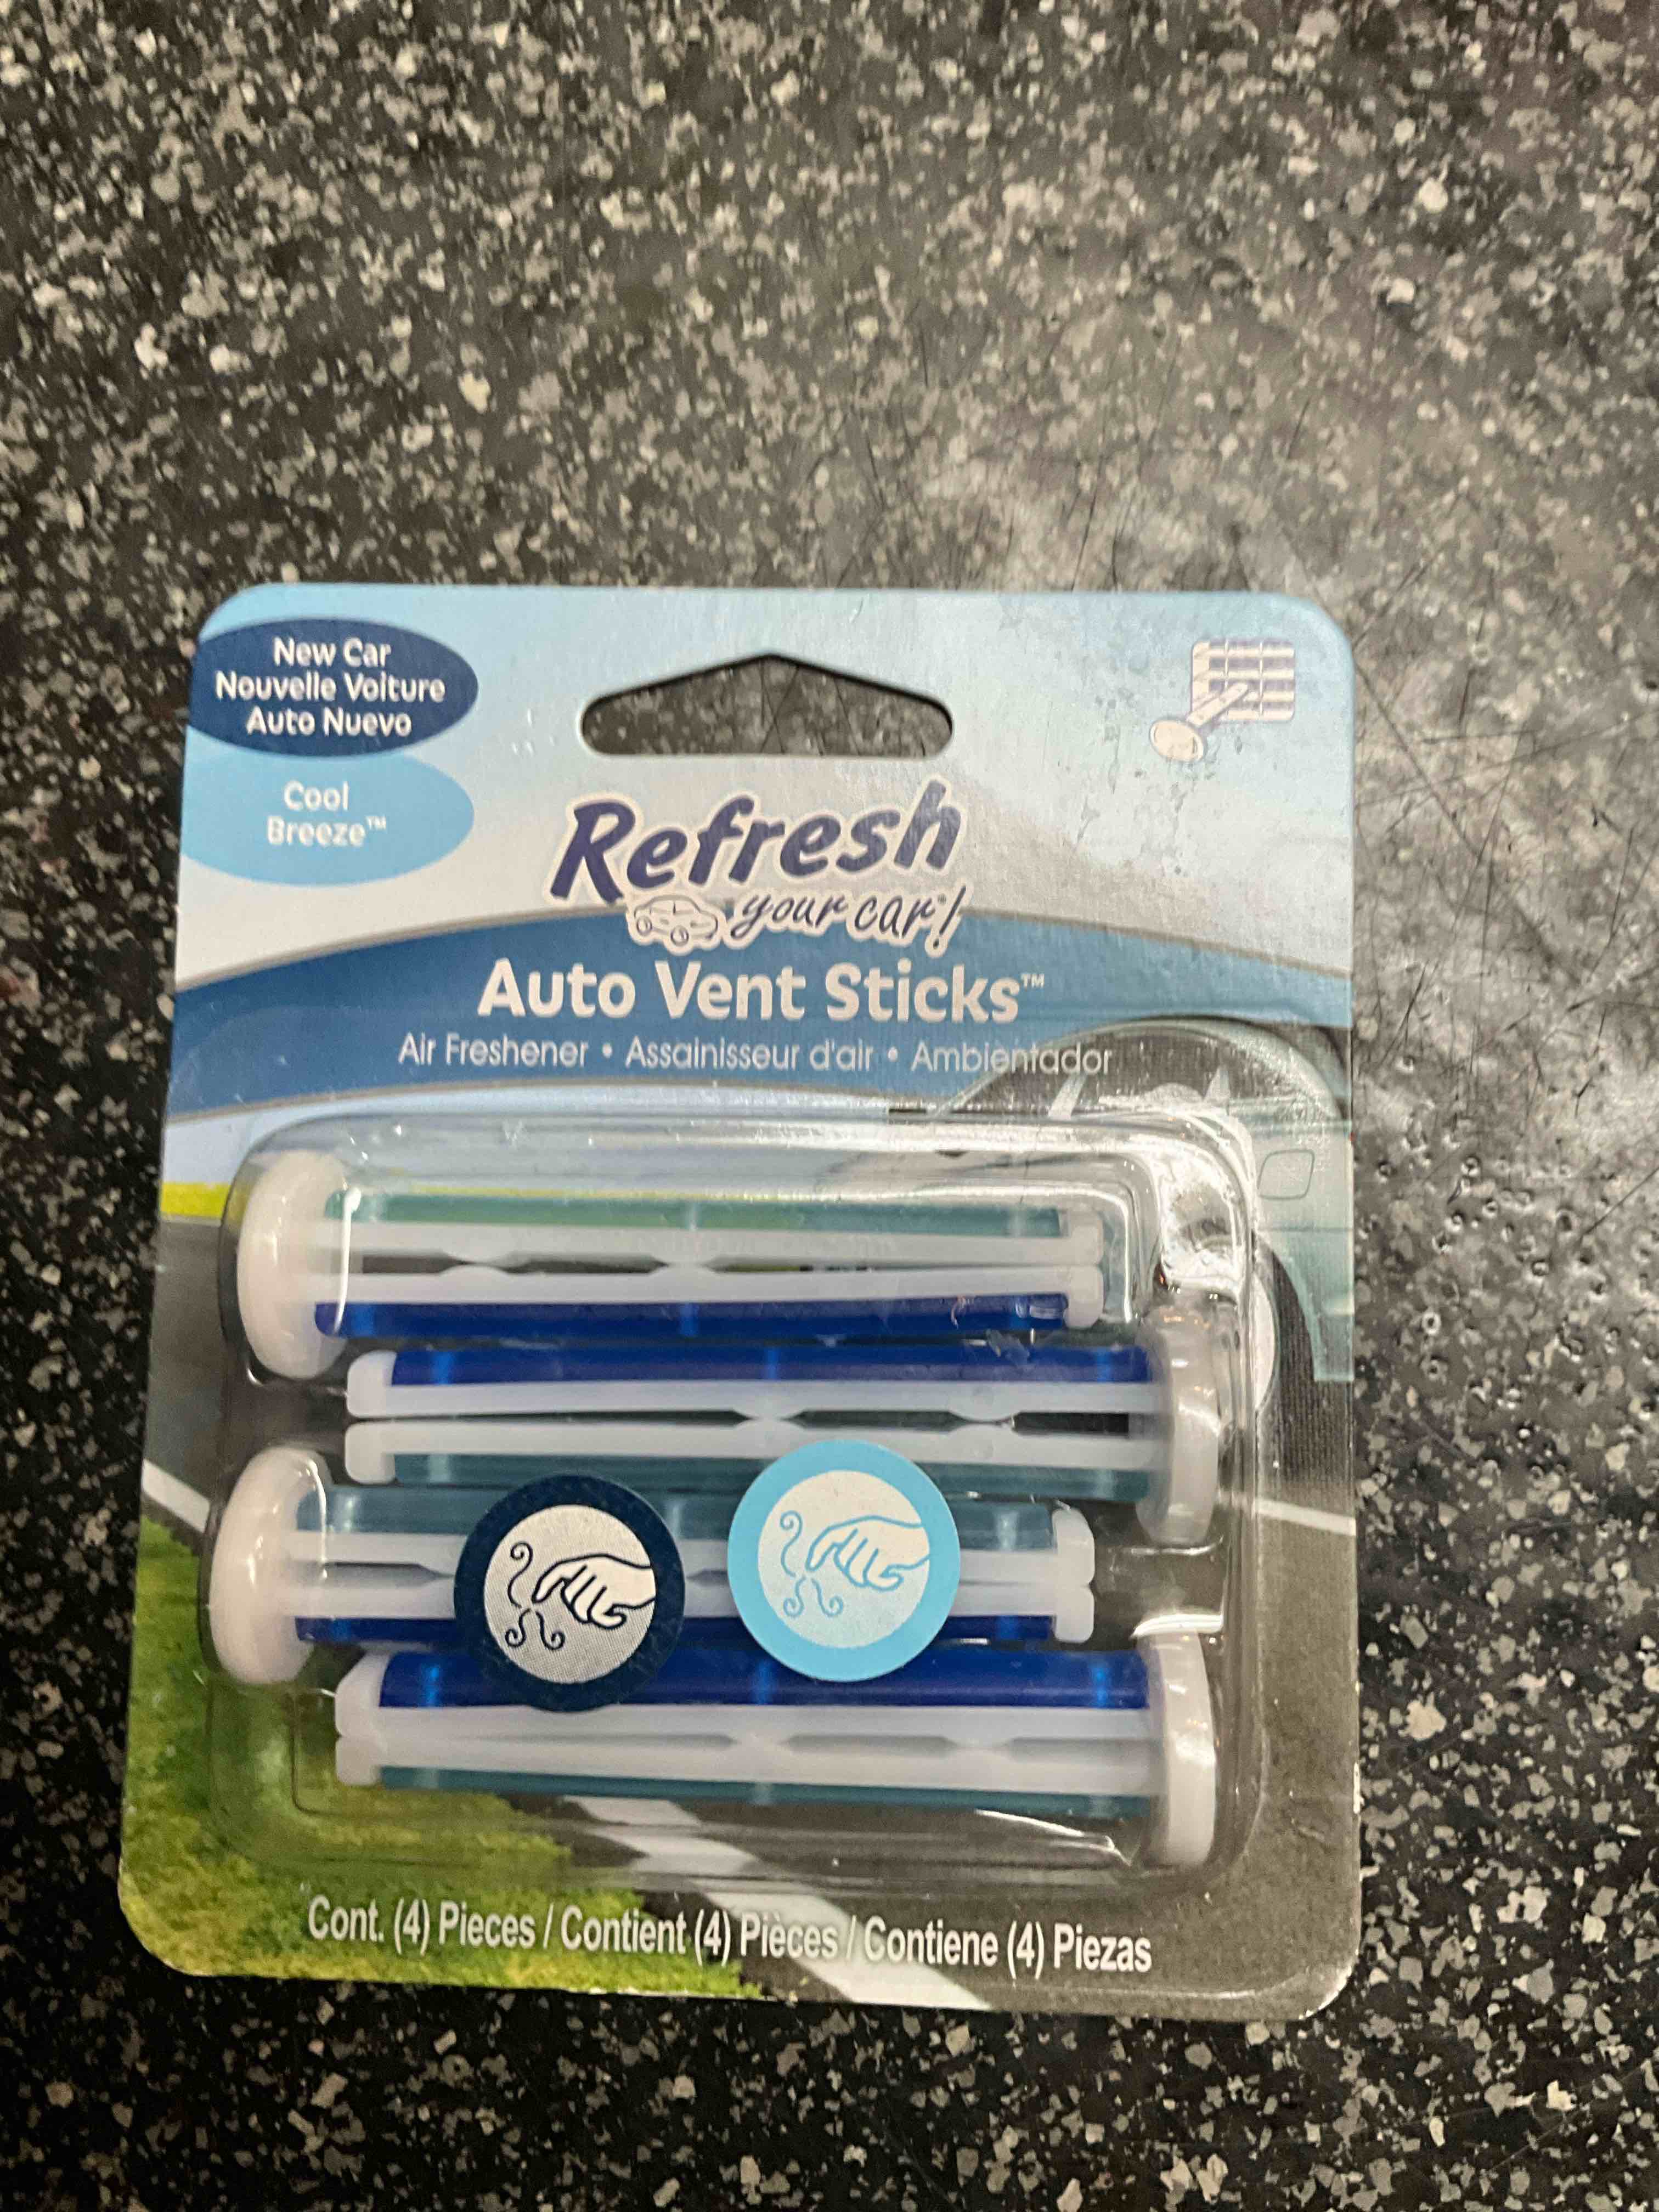 New Car
Nouvelle Voiture
Auto Nuevo
Cool
Breeze™
Refresh
your car!
Auto Vent Sticks™
Air Freshener • Assainisseur d'air • Ambientador
Cont. (4) Pieces / Contient (4) Pièces / Contiene (4) Piezas